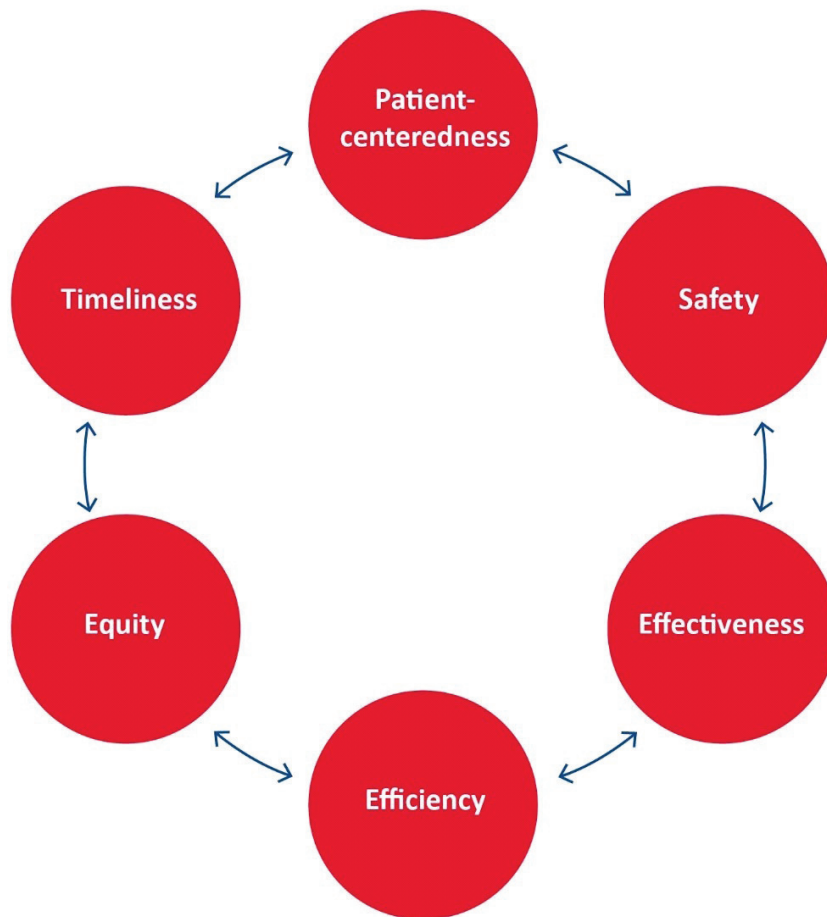 Patient-
centeredness
Timeliness
Safety
Equity
Effectiveness
Efficiency